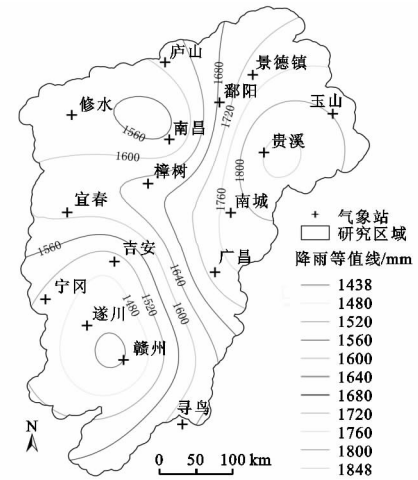 庐山
1680
景德镇
鄱阳
修水
1720
玉山
1560
南昌
贵溪
1600
1800
樟树
1760
宜春
南城
气象站
1560
研究区域
吉安
广昌
降雨等值线/mm
1640
宁冈
1438
1480
1520
1600
1480
遂川
1520
赣州
1560
1600
1640
寻鸟
1680
N
1720
1760
0 50 100 km
1800
1848